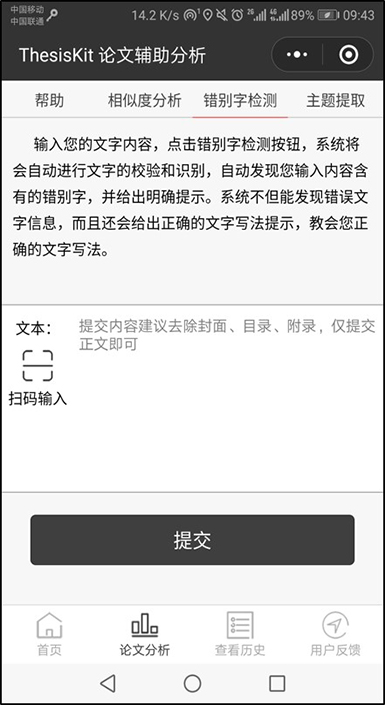 中国移动
中国联通
14.2 K/s 89% 09:43
ThesisKit 论文辅助分析
帮助 相似度分析 错别字检测 主题提取
输入您的文字内容，点击错别字检测按钮，系统将
会自动进行文字的校验和识别，自动发现您输入内容含
有的错别字，并给出明确提示。系统不但能发现错误文
字信息，而且还会给出正确的文字写法提示，教会您正
确的文字写法。
文本： 提交内容建议去除封面、目录、附录，仅提交
正文即可
扫码输入
提交
首页 论文分析 查看历史 用户反馈